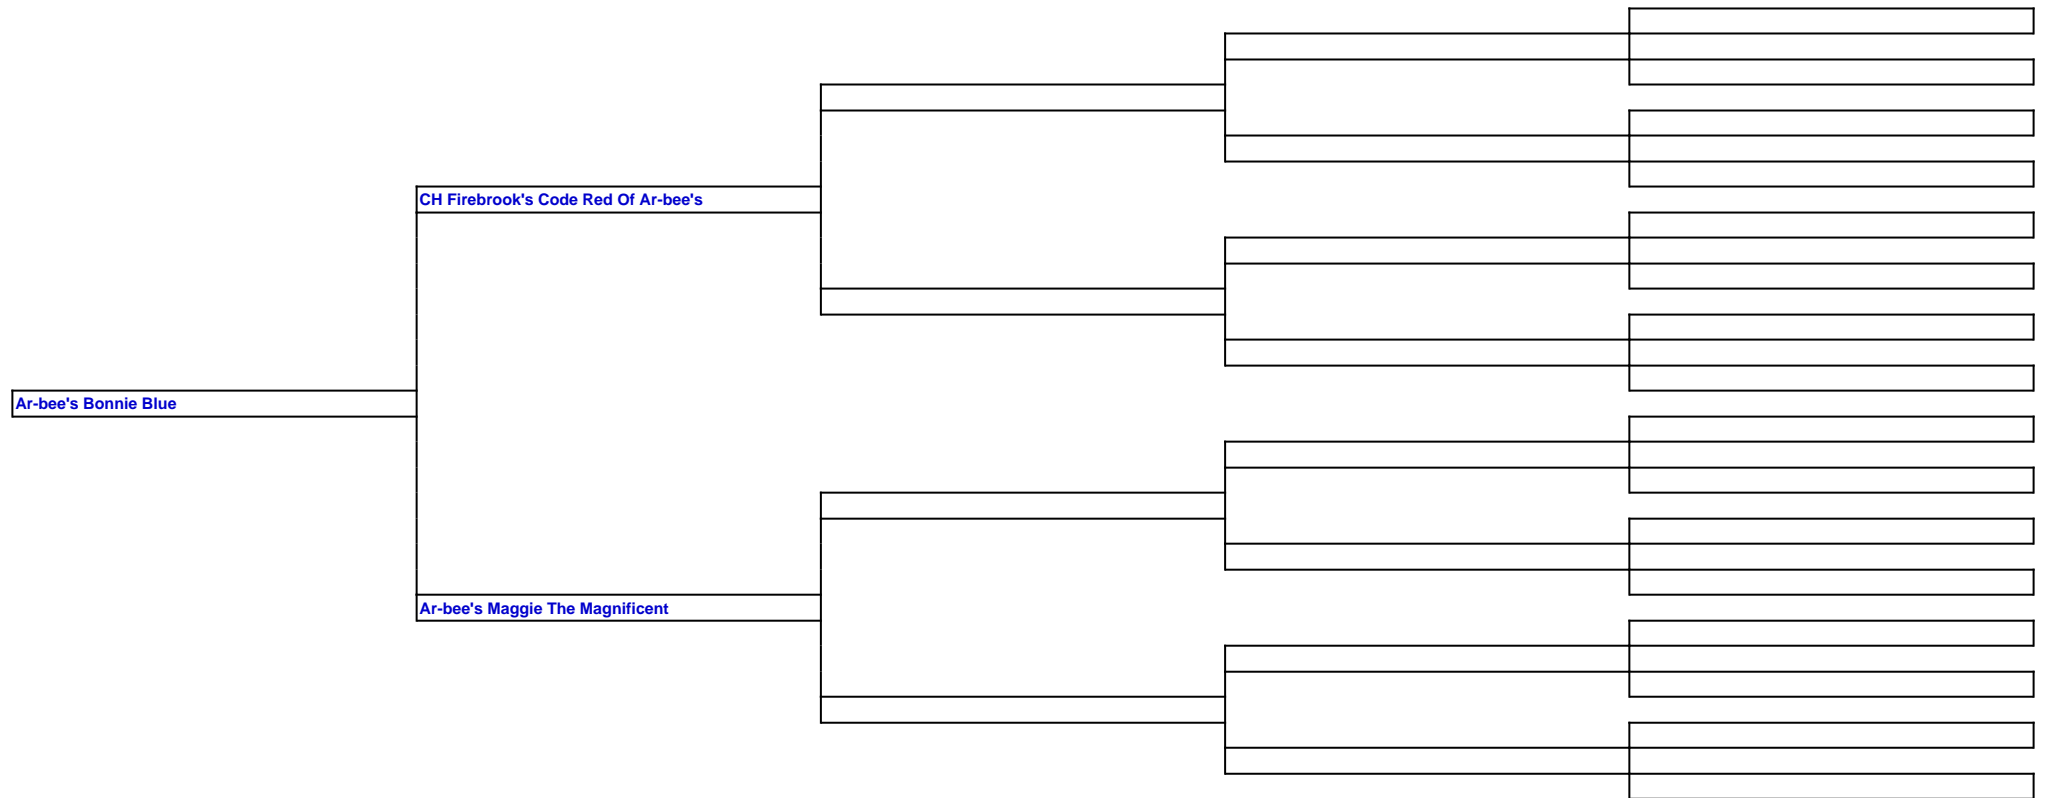 CH Firebrook's Code Red Of Ar-bee's
Ar-bee's Bonnie Blue
Ar-bee's Maggie The Magnificent